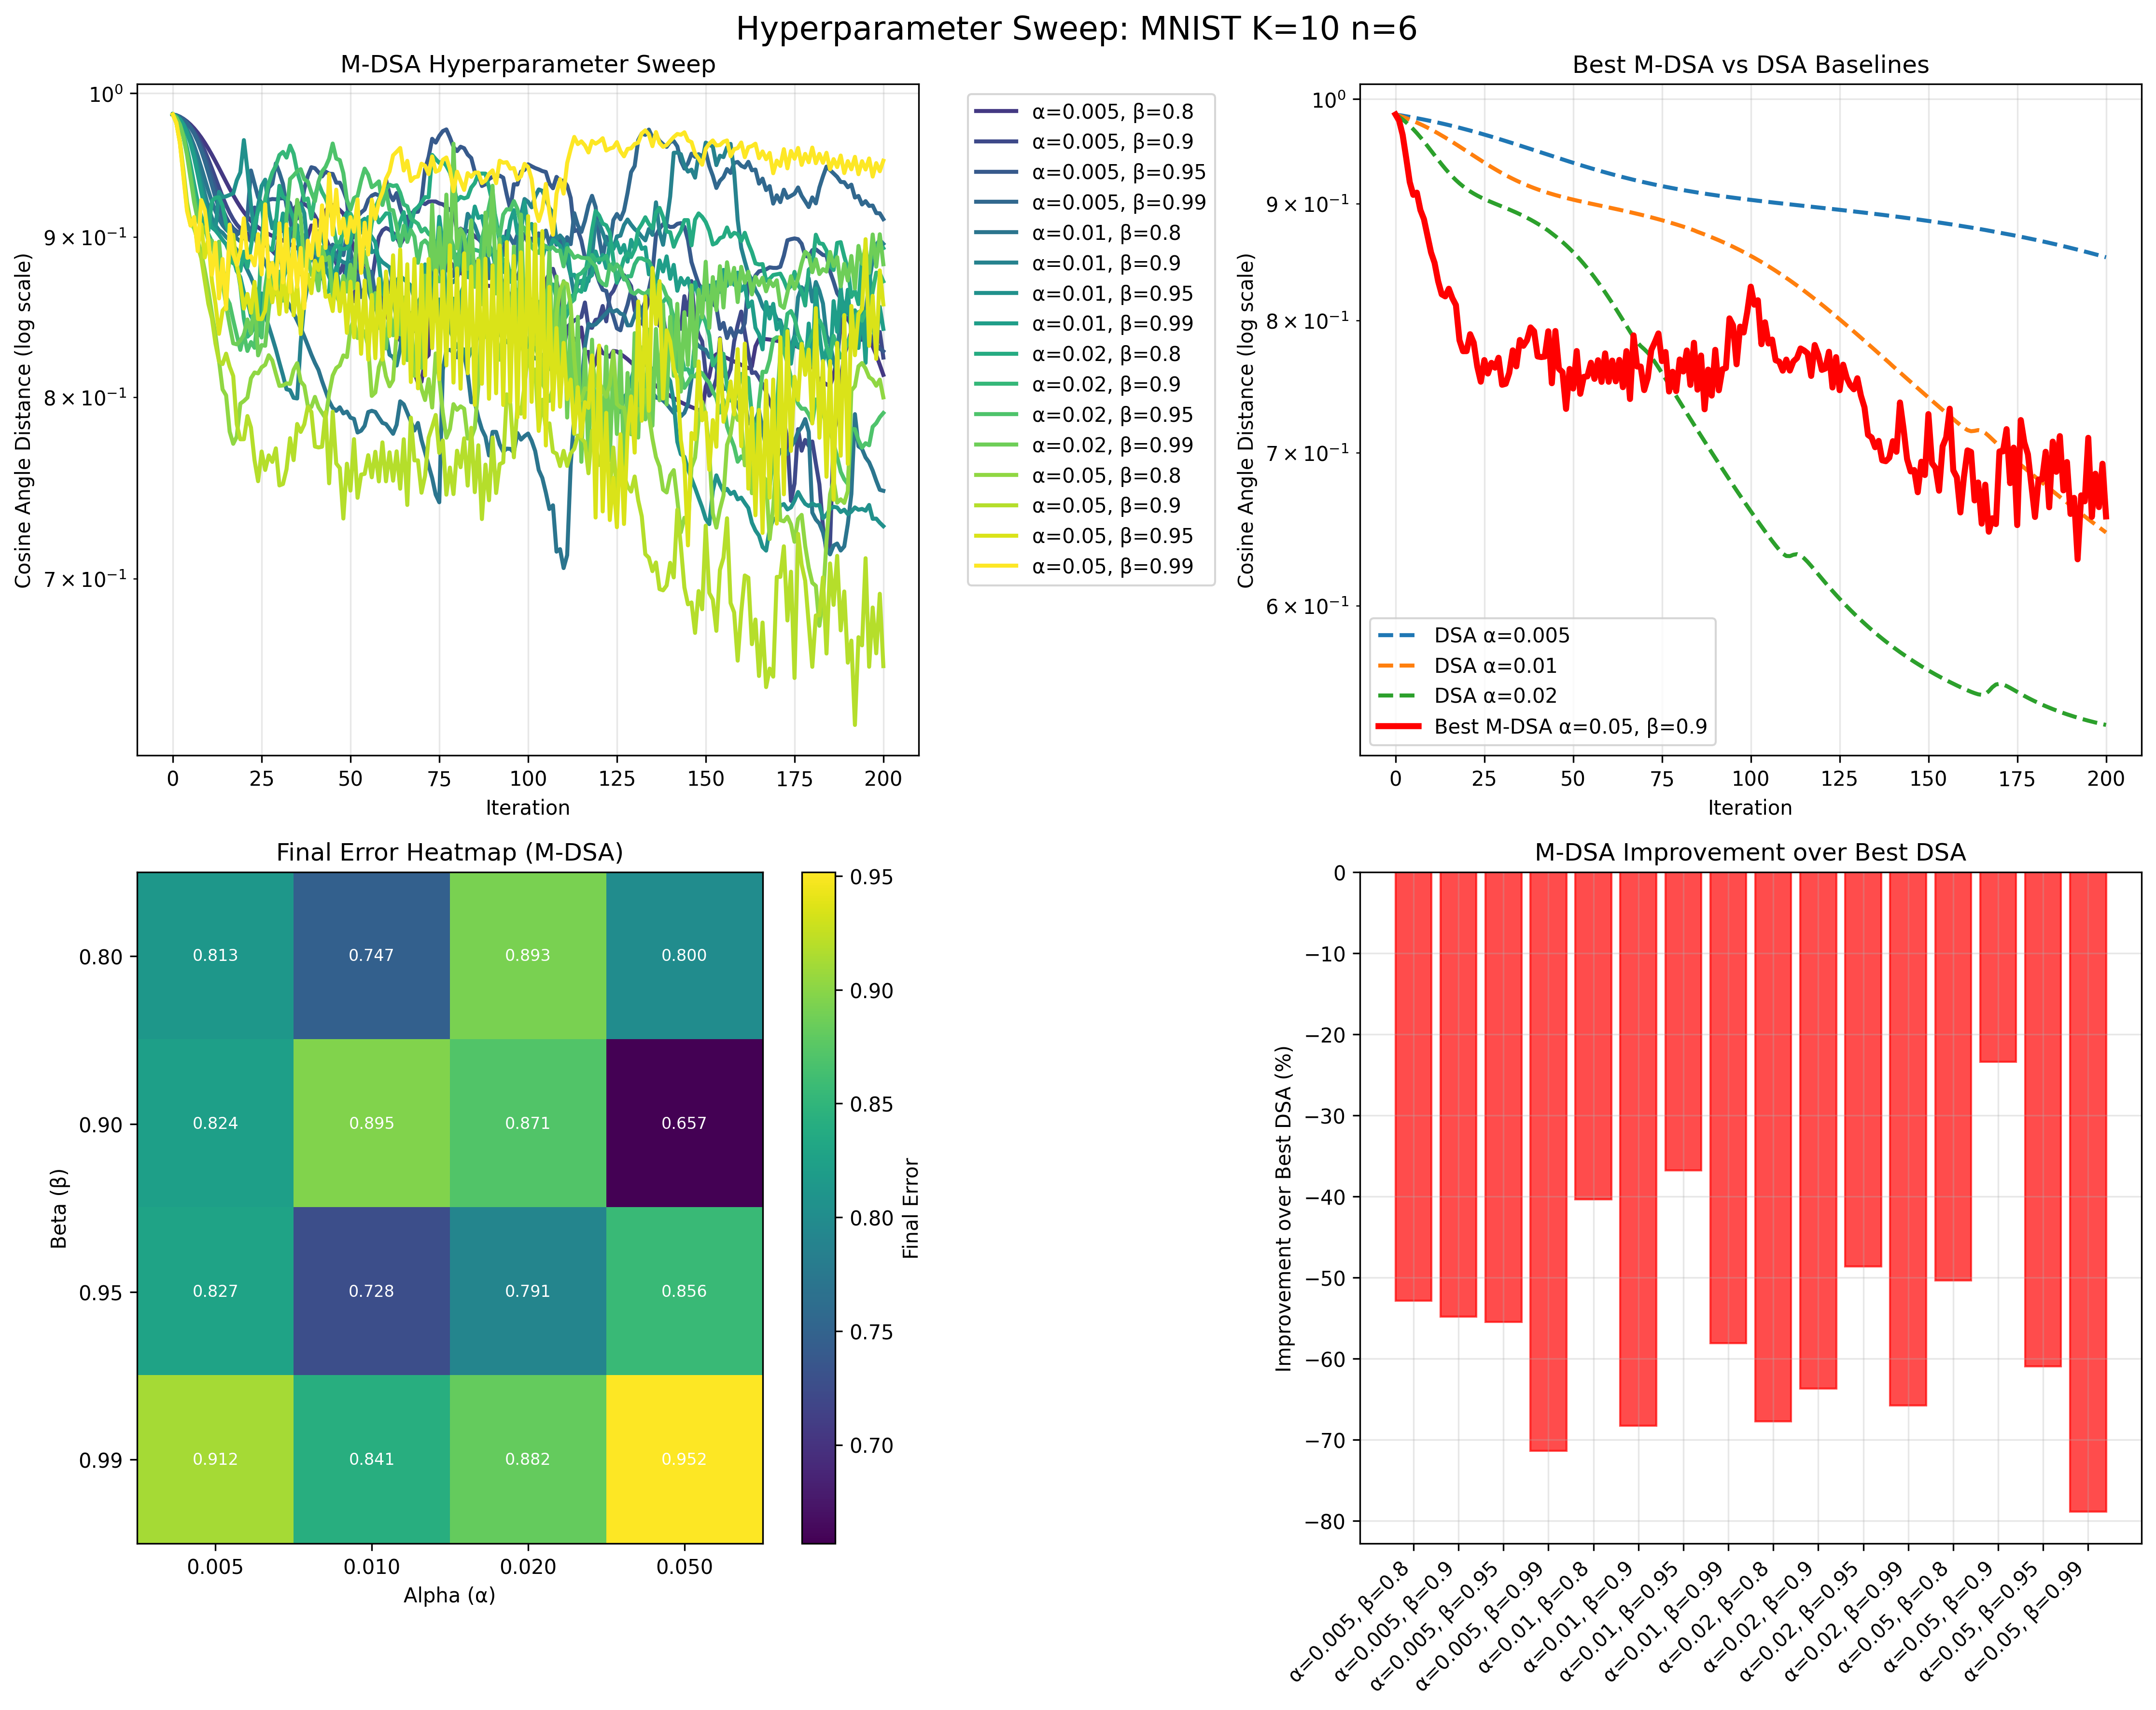 Hyperparameter Sweep: MNIST K=10 n=6
M-DSA Hyperparameter Sweep
Cosine Angle Distance (log scale)
10⁰
9 × 10⁻¹
8 × 10⁻¹
7 × 10⁻¹
0 25 50 75 100 125 150 175 200
Iteration
α=0.005, β=0.8
α=0.005, β=0.9
α=0.005, β=0.95
α=0.005, β=0.99
α=0.01, β=0.8
α=0.01, β=0.9
α=0.01, β=0.95
α=0.01, β=0.99
α=0.02, β=0.8
α=0.02, β=0.9
α=0.02, β=0.95
α=0.02, β=0.99
α=0.05, β=0.8
α=0.05, β=0.9
α=0.05, β=0.95
α=0.05, β=0.99
Best M-DSA vs DSA Baselines
Cosine Angle Distance (log scale)
10⁰
9 × 10⁻¹
8 × 10⁻¹
7 × 10⁻¹
6 × 10⁻¹
DSA α=0.005
DSA α=0.01
DSA α=0.02
Best M-DSA α=0.05, β=0.9
0 25 50 75 100 125 150 175 200
Iteration
Final Error Heatmap (M-DSA)
Beta (β)
0.80 0.813 0.747 0.893 0.800
0.90 0.824 0.895 0.871 0.657
0.95 0.827 0.728 0.791 0.856
0.99 0.912 0.841 0.882 0.952
0.005 0.010 0.020 0.050
Alpha (α)
0.95
0.90
0.85
0.80
0.75
0.70
Final Error
M-DSA Improvement over Best DSA
Improvement over Best DSA (%)
0
−10
−20
−30
−40
−50
−60
−70
−80
α=0.005, β=0.8
α=0.005, β=0.9
α=0.005, β=0.95
α=0.005, β=0.99
α=0.01, β=0.8
α=0.01, β=0.9
α=0.01, β=0.95
α=0.01, β=0.99
α=0.02, β=0.8
α=0.02, β=0.9
α=0.02, β=0.95
α=0.02, β=0.99
α=0.05, β=0.8
α=0.05, β=0.9
α=0.05, β=0.95
α=0.05, β=0.99